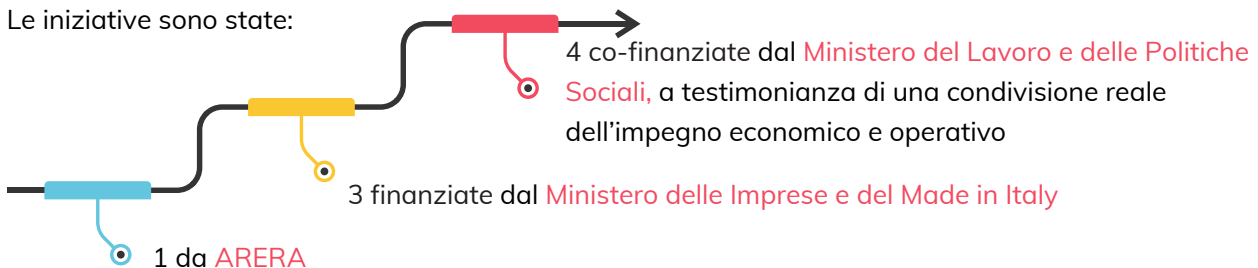 Le iniziative sono state:
4 co-finanziate dal Ministero del Lavoro e delle Politiche
Sociali, a testimonianza di una condivisione reale
dell’impegno economico e operativo
3 finanziate dal Ministero delle Imprese e del Made in Italy
1 da ARERA